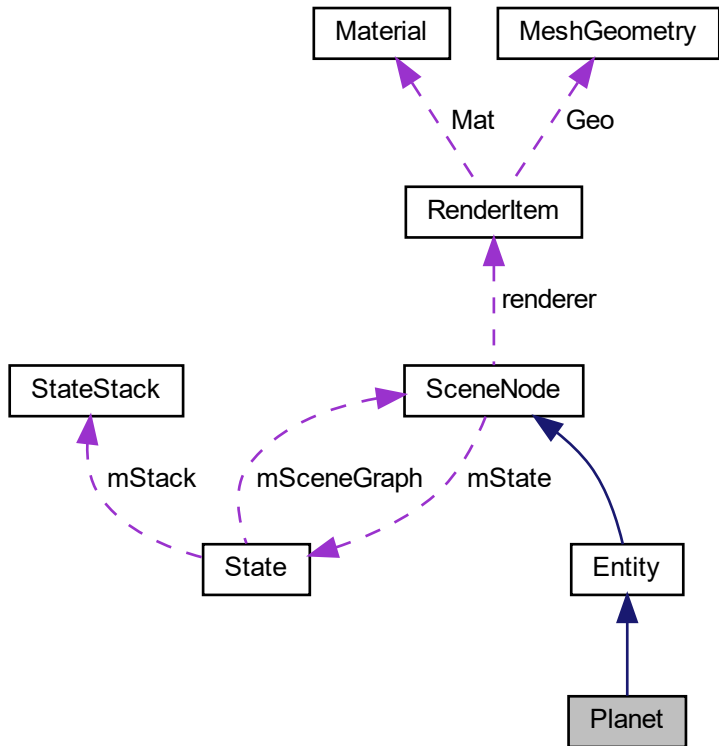 Material
MeshGeometry
Mat
Geo
RenderItem
renderer
StateStack
SceneNode
mStack
mSceneGraph
mState
State
Entity
Planet